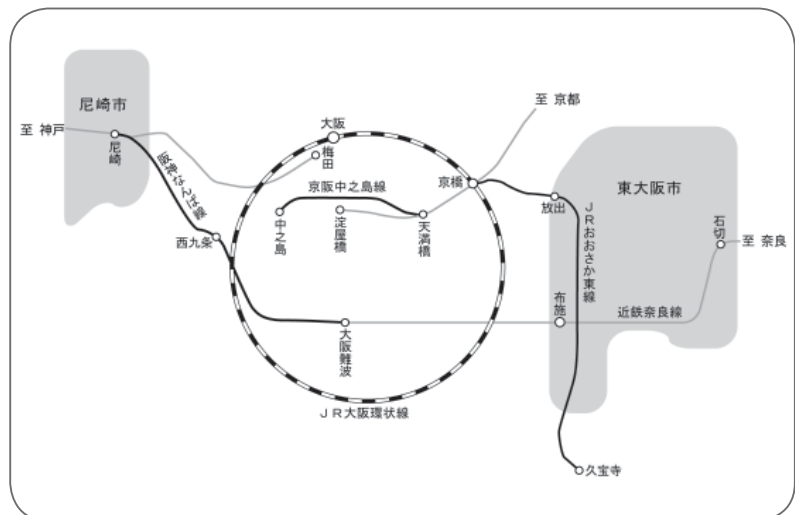 尼崎市
至 神戸
尼崎
阪神なんば線
西九条
大阪
梅田
京阪中之島線
中之島
淀屋橋
天満橋
京橋
至 京都
放出
東大阪市
JRおおさか東線
石切
至 奈良
布施
近鉄奈良線
大阪難波
JR大阪環状線
久宝寺